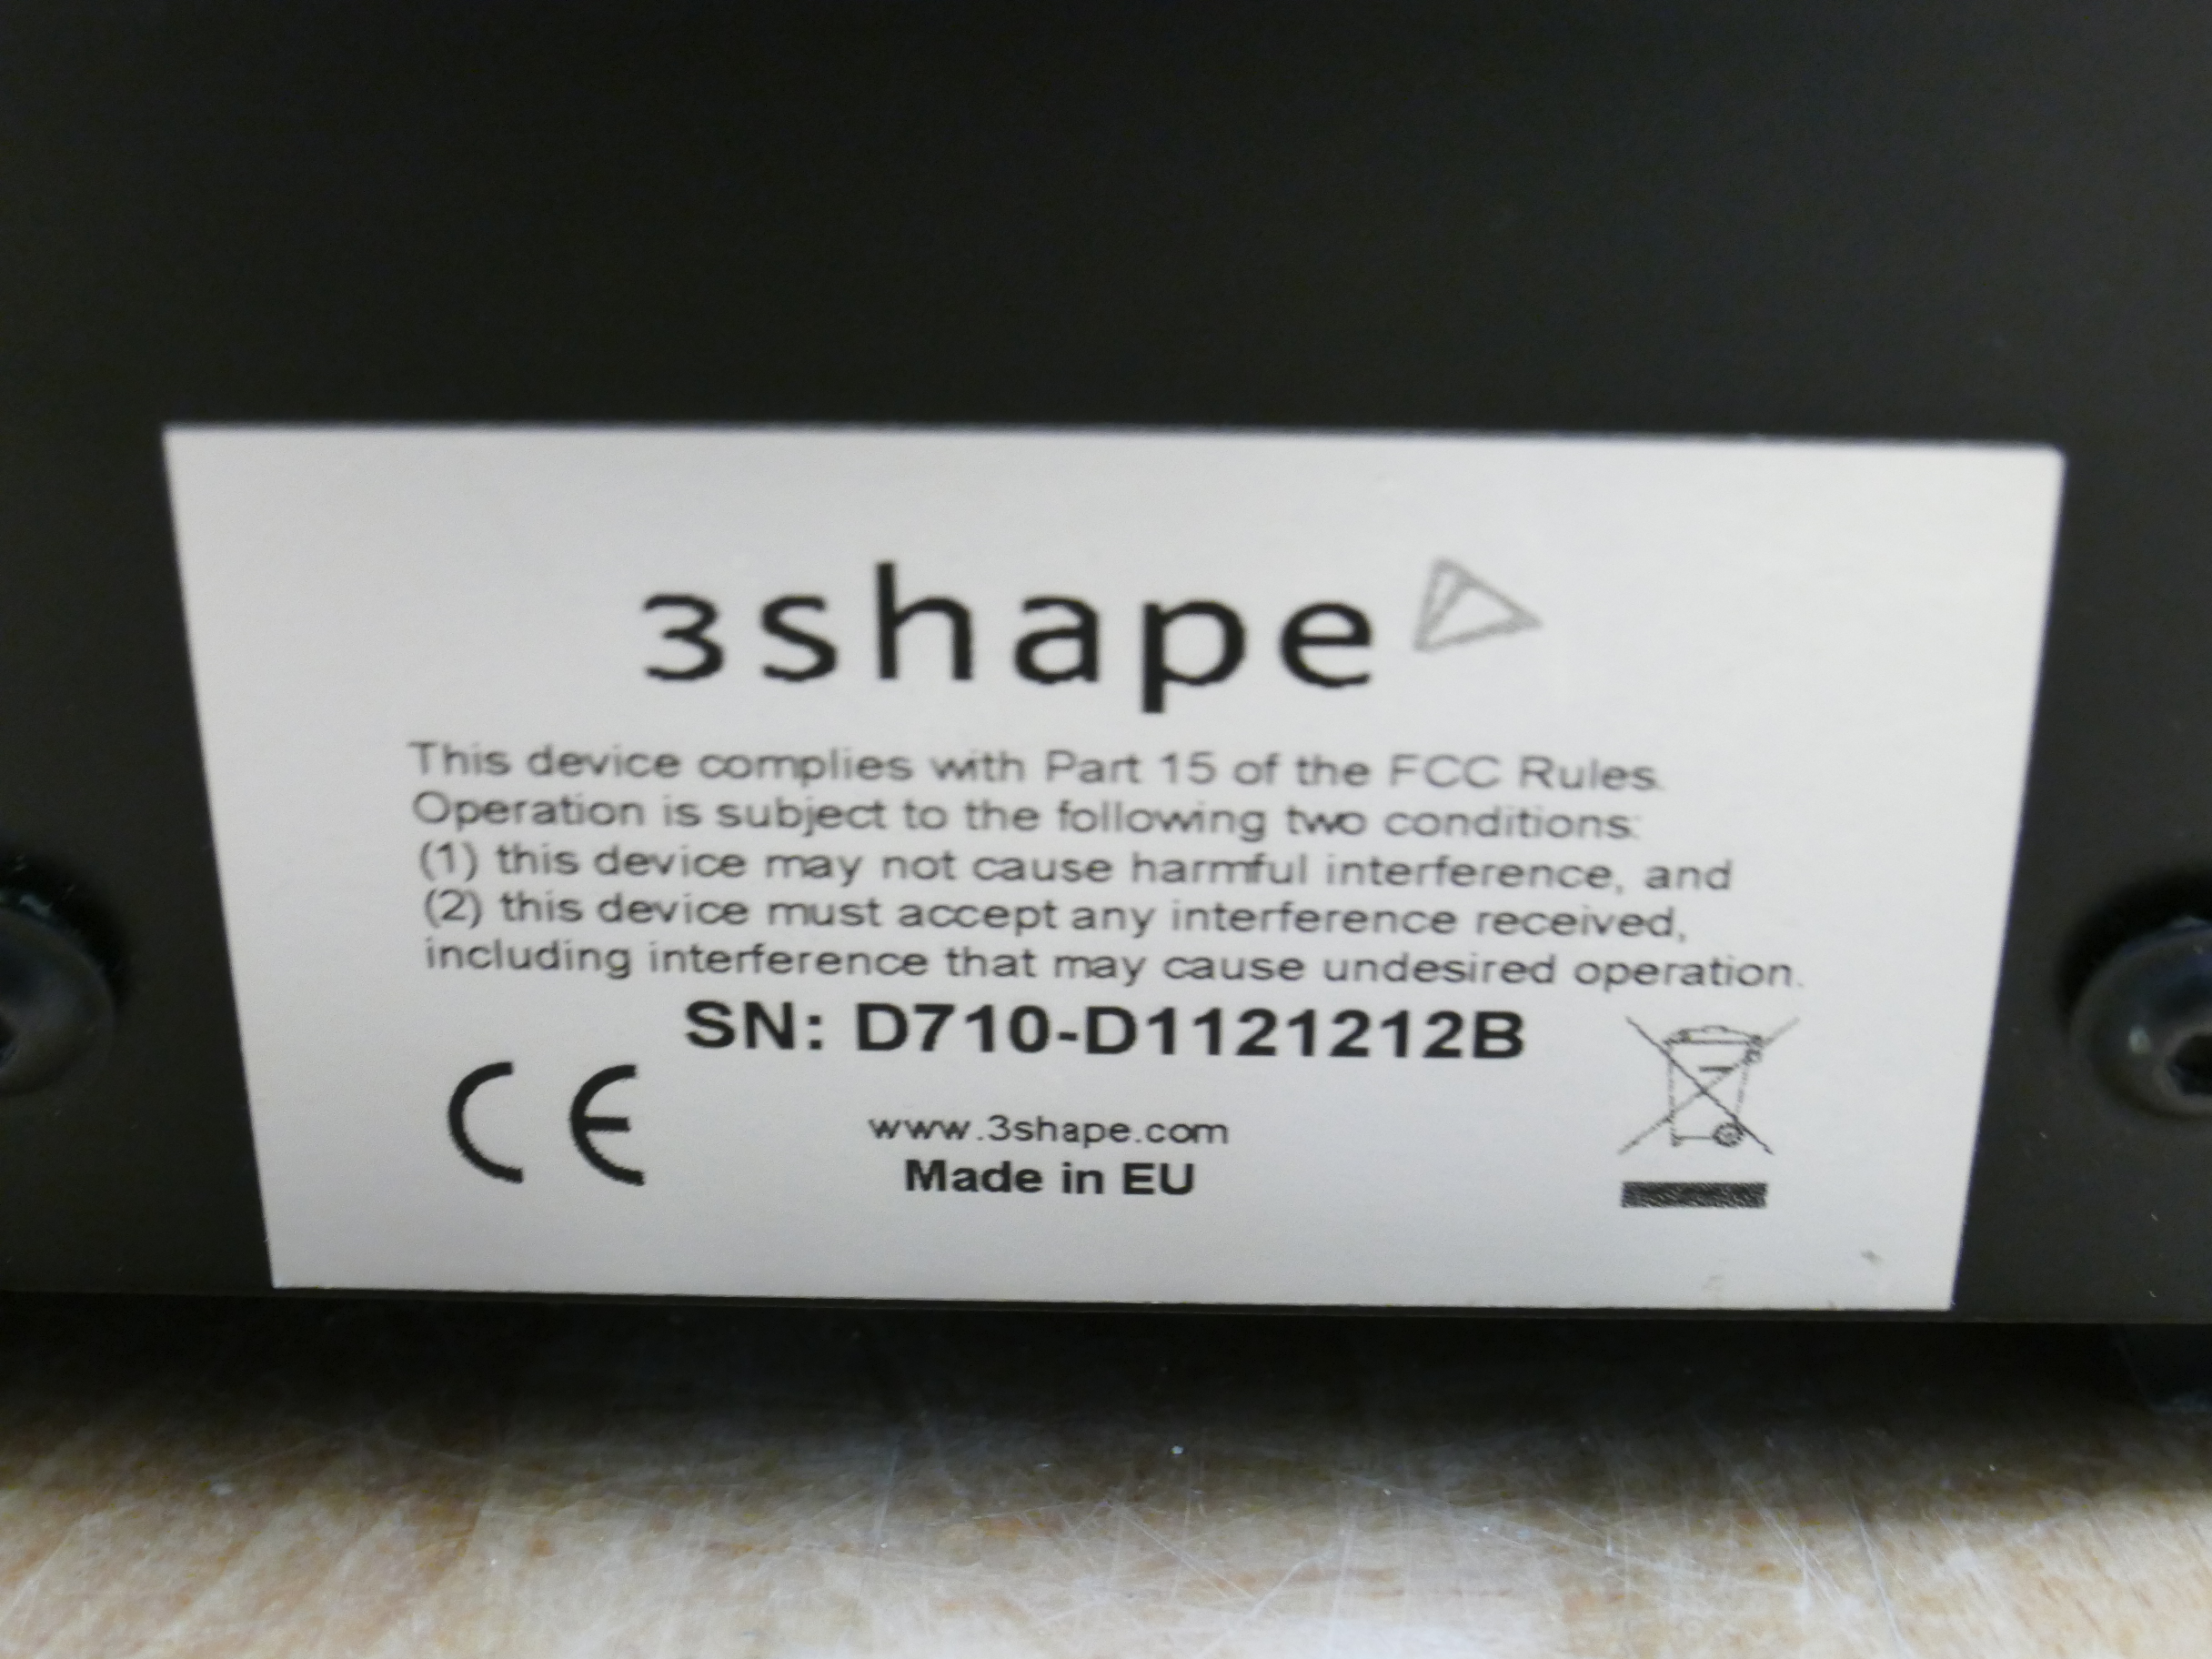 3shape
This device complies with Part 15 of the FCC Rules.
Operation is subject to the following two conditions:
(1) this device may not cause harmful interference, and
(2) this device must accept any interference received,
including interference that may cause undesired operation.
SN: D710-D1121212B
CE
www.3shape.com
Made in EU